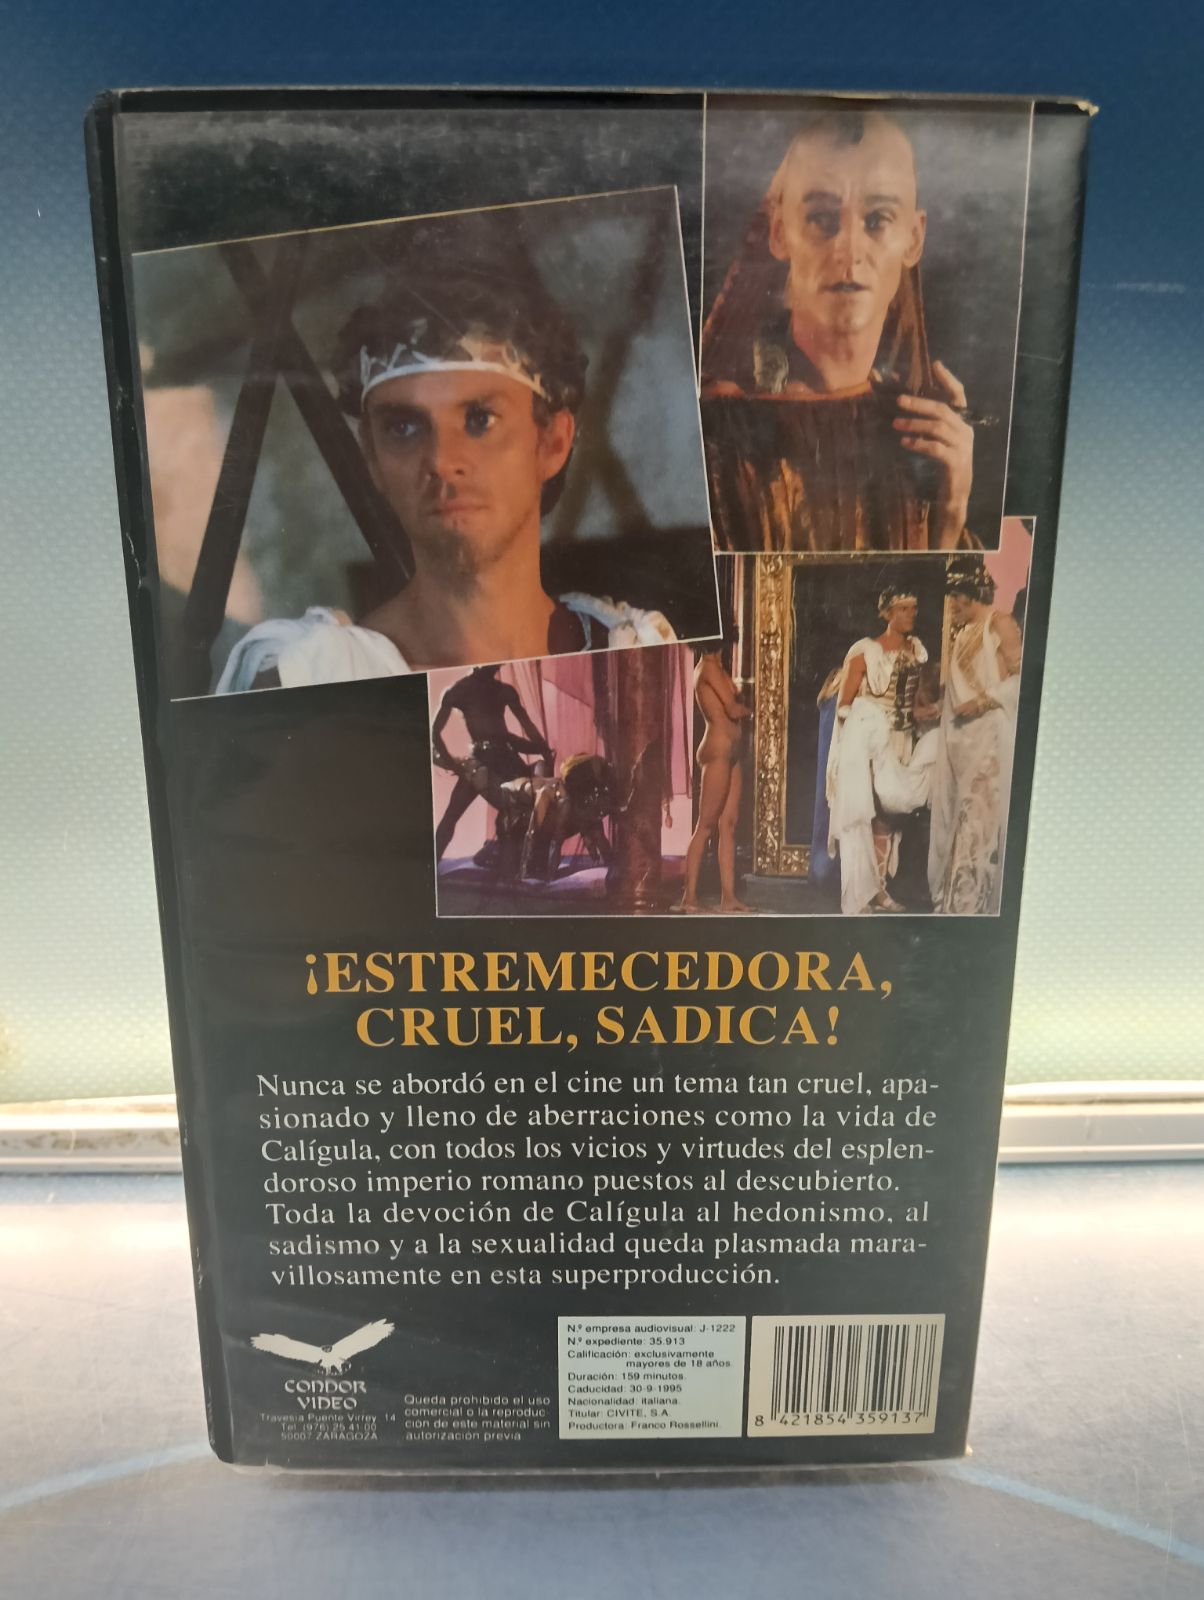 ¡ESTREMECEDORA,
CRUEL, SADICA!
Nunca se abordó en el cine un tema tan cruel, apa-
sionado y lleno de aberraciones como la vida de
Calígula, con todos los vicios y virtudes del esplen-
doroso imperio romano puestos al descubierto.
Toda la devoción de Calígula al hedonismo, al
sadismo y a la sexualidad queda plasmada mara-
villosamente en esta superproducción.
CONDOR
VIDEO
Travesia Puente Virrey, 14
Tel. (976) 25 41 00
50007 ZARAGOZA
Queda prohibido el uso
comercial o la reproduc
ción de este material sin
autorización previa
N.º empresa audiovisual: J-1222
N.º expediente: 35.913
Calificación: exclusivamente
mayores de 18 años.
Duración: 159 minutos.
Caducidad: 30-9-1995
Nacionalidad: italiana.
Titular: CIVITE, S.A.
Productora: Franco Rossellini.
8 421854 359137